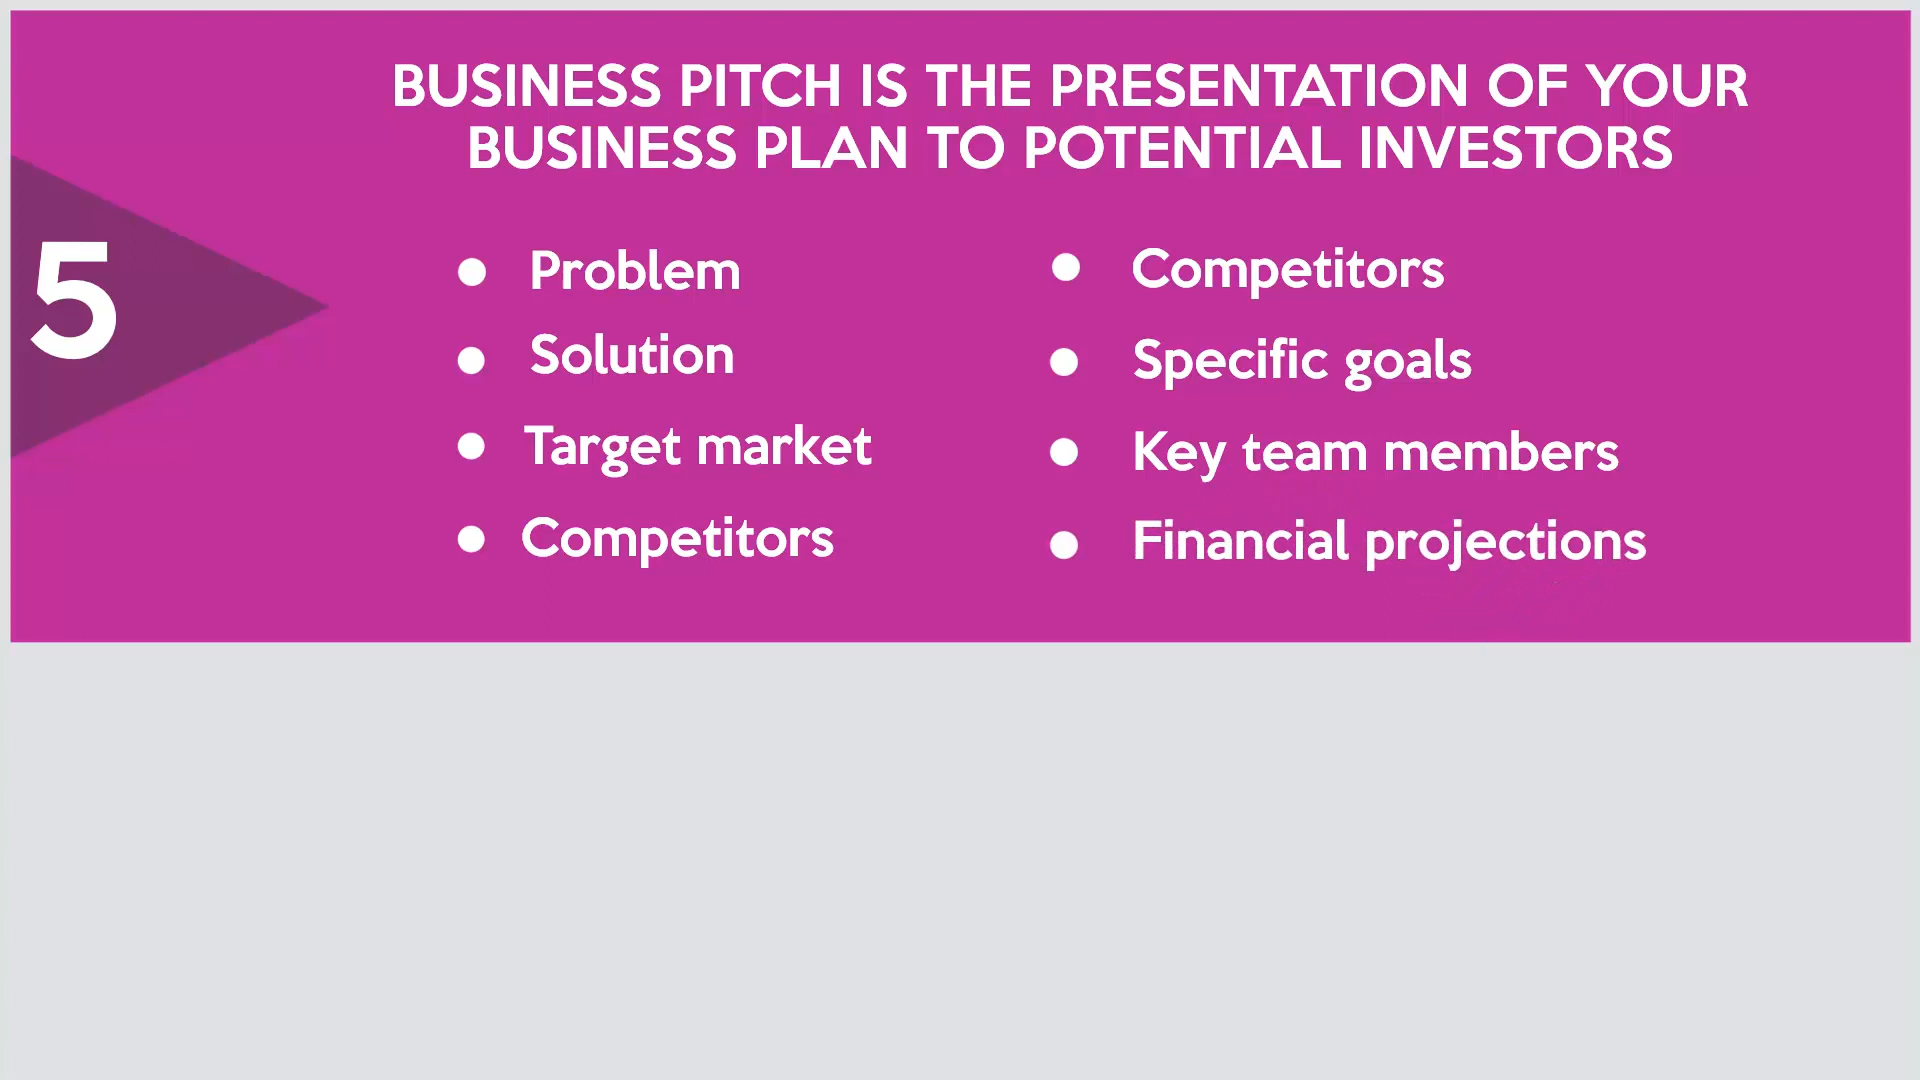 BUSINESS PITCH IS THE PRESENTATION OF YOUR
BUSINESS PLAN TO POTENTIAL INVESTORS
5
Problem
Solution
Target market
Competitors
Competitors
Specific goals
Key team members
Financial projections